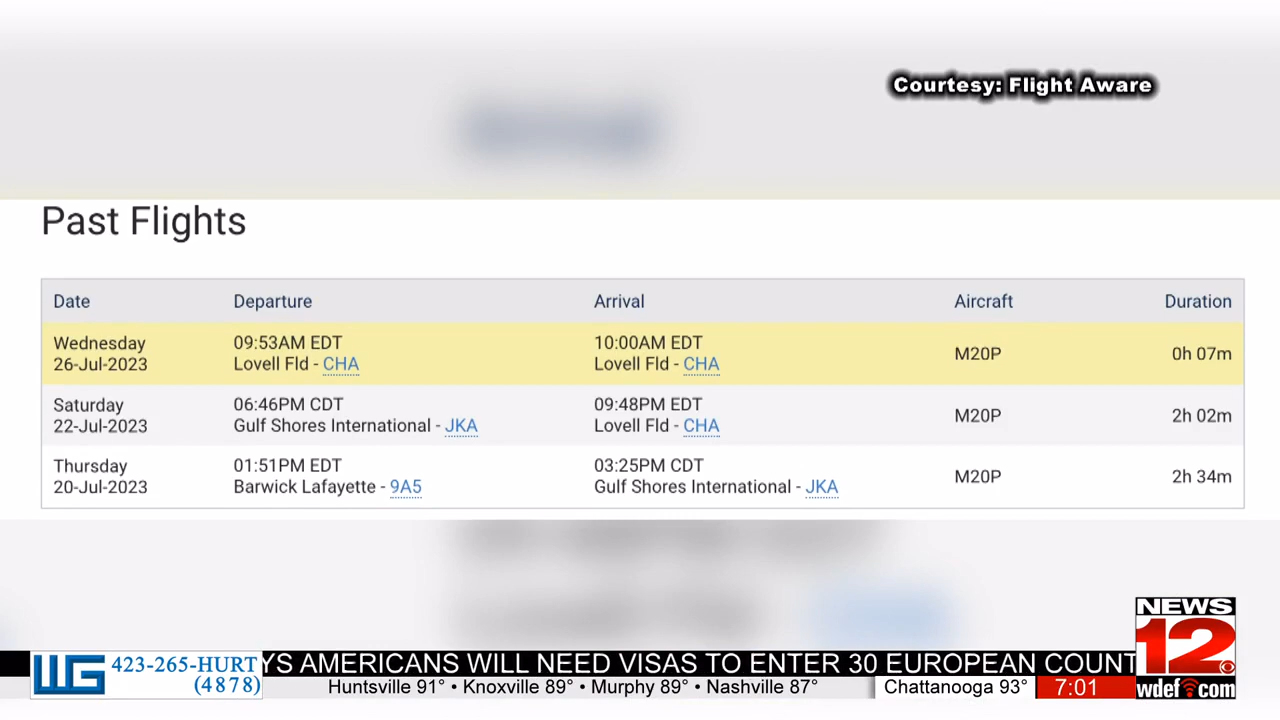 Courtesy: Flight Aware
Past Flights
Date Departure Arrival Aircraft Duration
Wednesday 09:53AM EDT 10:00AM EDT
26-Jul-2023 Lovell Fld - CHA Lovell Fld - CHA M20P 0h 07m
Saturday 06:46PM CDT 09:48PM EDT
22-Jul-2023 Gulf Shores International - JKA Lovell Fld - CHA M20P 2h 02m
Thursday 01:51PM EDT 03:25PM CDT
20-Jul-2023 Barwick Lafayette - 9A5 Gulf Shores International - JKA M20P 2h 34m
NEWS
12
wdef.com
WG 423-265-HURT
(4878)
YS AMERICANS WILL NEED VISAS TO ENTER 30 EUROPEAN COUNT
Huntsville 91° • Knoxville 89° • Murphy 89° • Nashville 87°
Chattanooga 93° 7:01